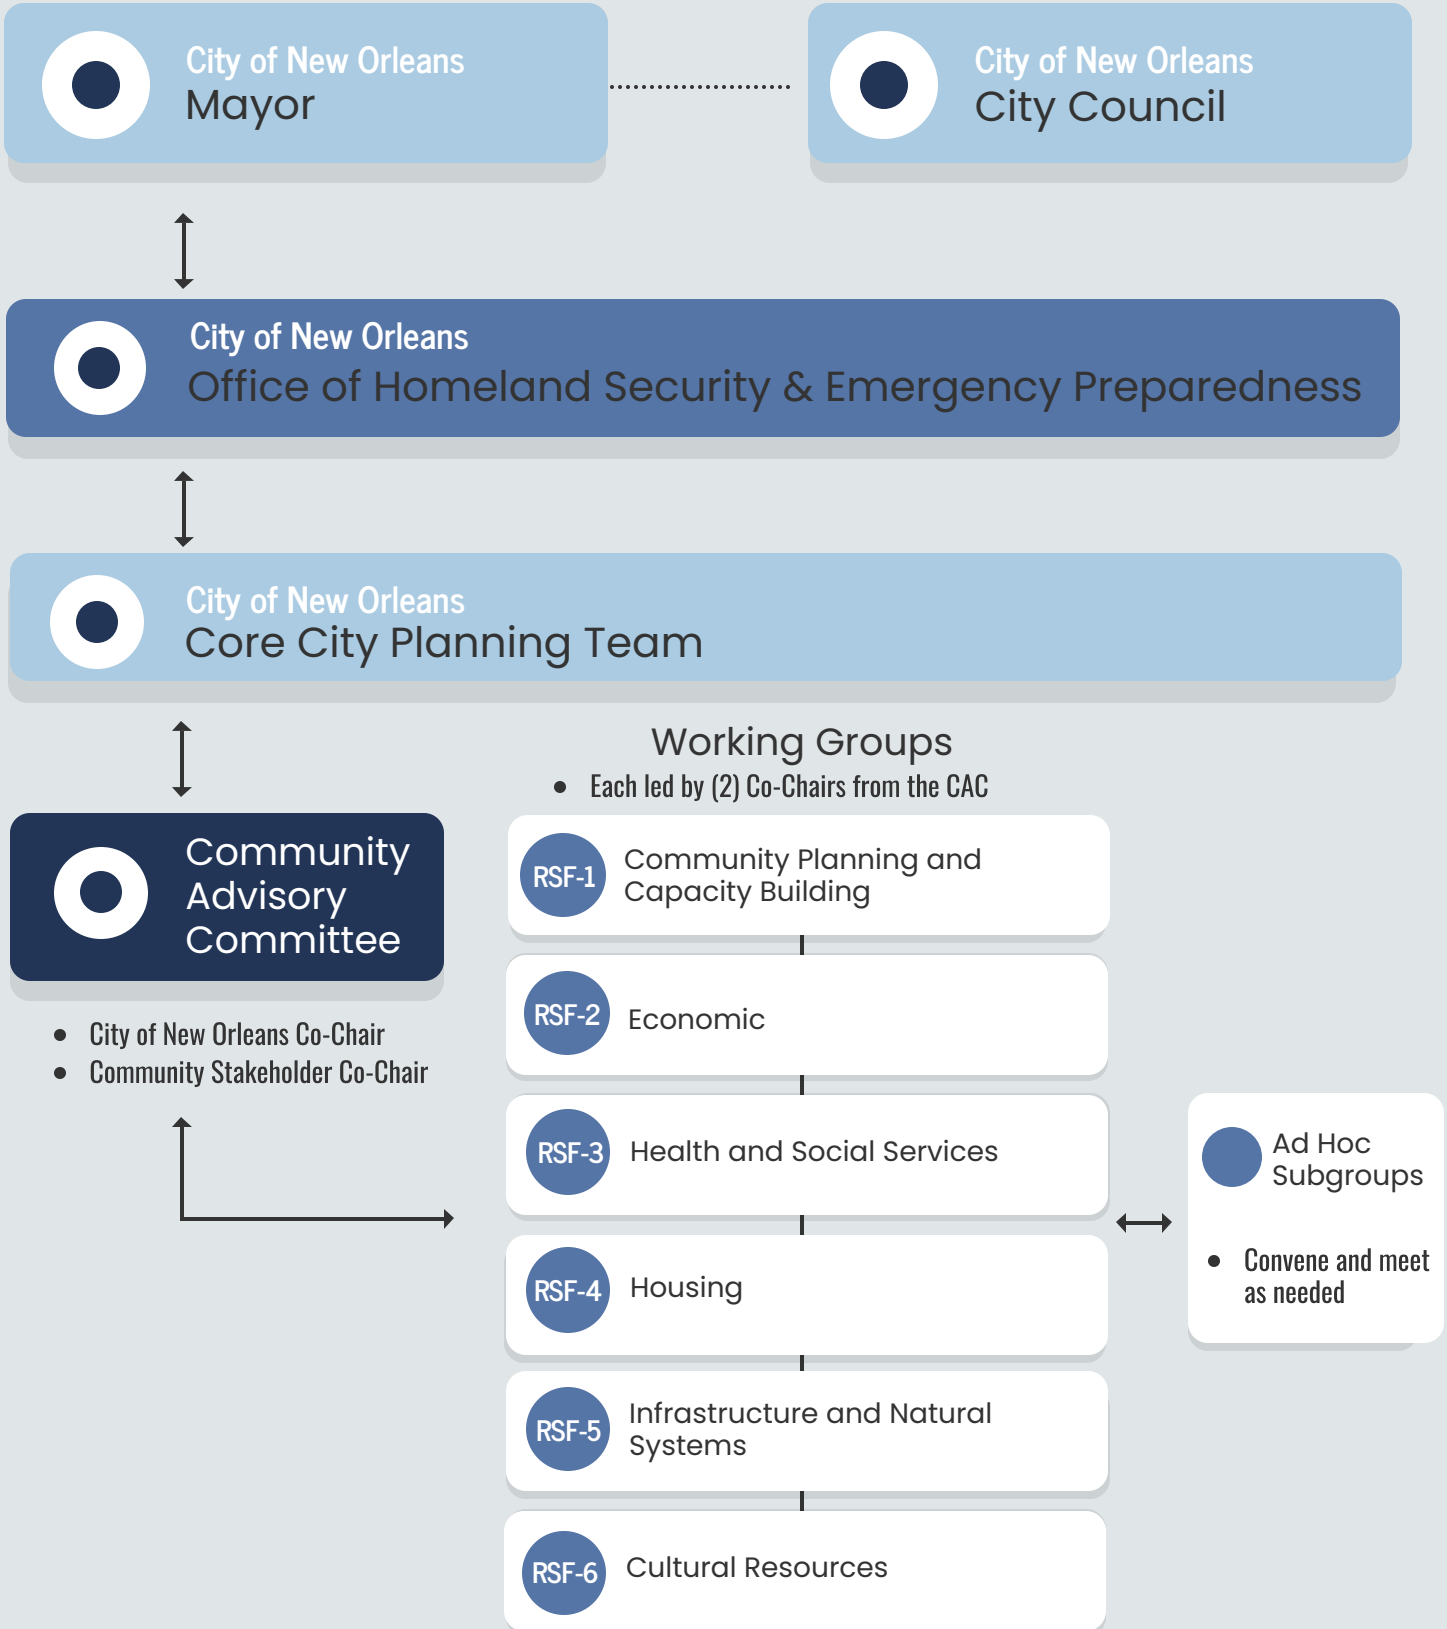 City of New Orleans
Mayor
City of New Orleans
City Council
City of New Orleans
Office of Homeland Security & Emergency Preparedness
City of New Orleans
Core City Planning Team
Community
Advisory
Committee
• City of New Orleans Co-Chair
• Community Stakeholder Co-Chair
Working Groups
• Each led by (2) Co-Chairs from the CAC
RSF-1
Community Planning and
Capacity Building
RSF-2
Economic
RSF-3
Health and Social Services
RSF-4
Housing
RSF-5
Infrastructure and Natural
Systems
RSF-6
Cultural Resources
Ad Hoc
Subgroups
• Convene and meet
as needed